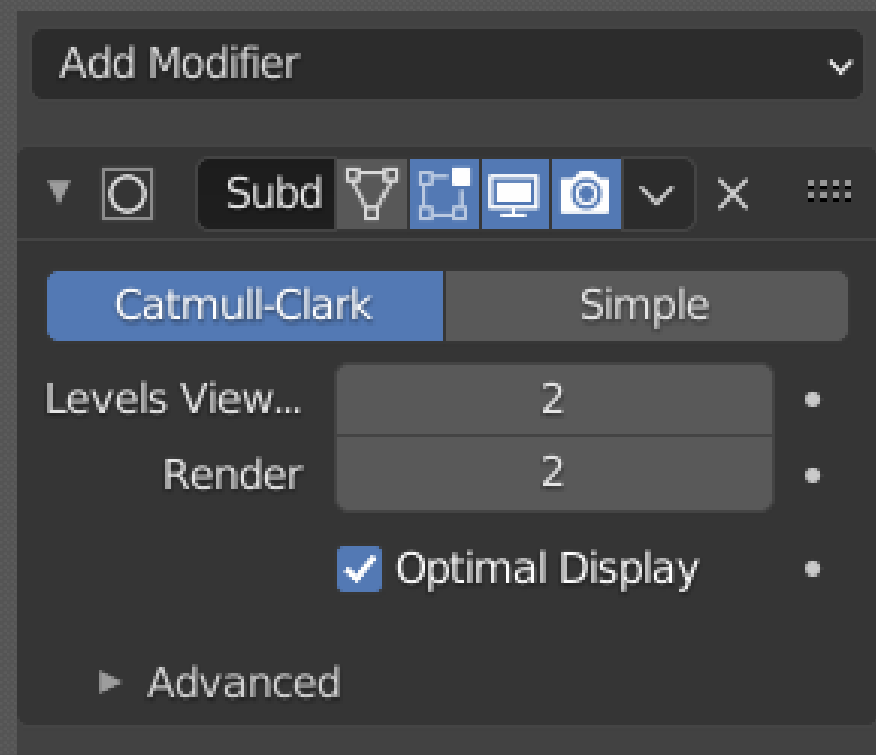 Add Modifier
Subd
Catmull-Clark Simple
Levels View... 2
Render 2
Optimal Display
Advanced